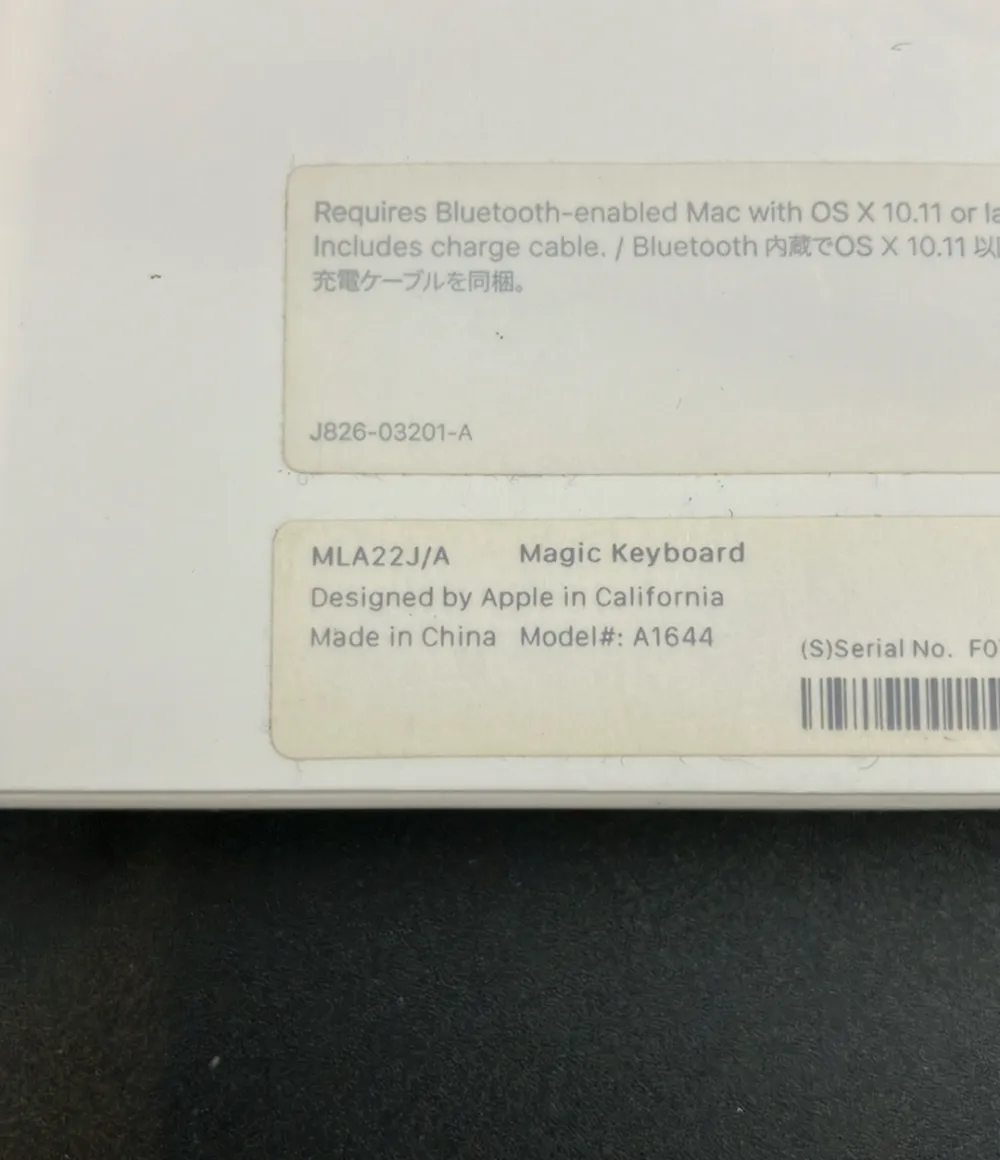 Requires Bluetooth-enabled Mac with OS X 10.11 or
Includes charge cable. / Bluetooth 内蔵でOS X 10.11 以
充電ケーブルを同梱。
J826-03201-A
MLA22J/A Magic Keyboard
Designed by Apple in California
Made in China Model#: A1644
(S)Serial No. F0